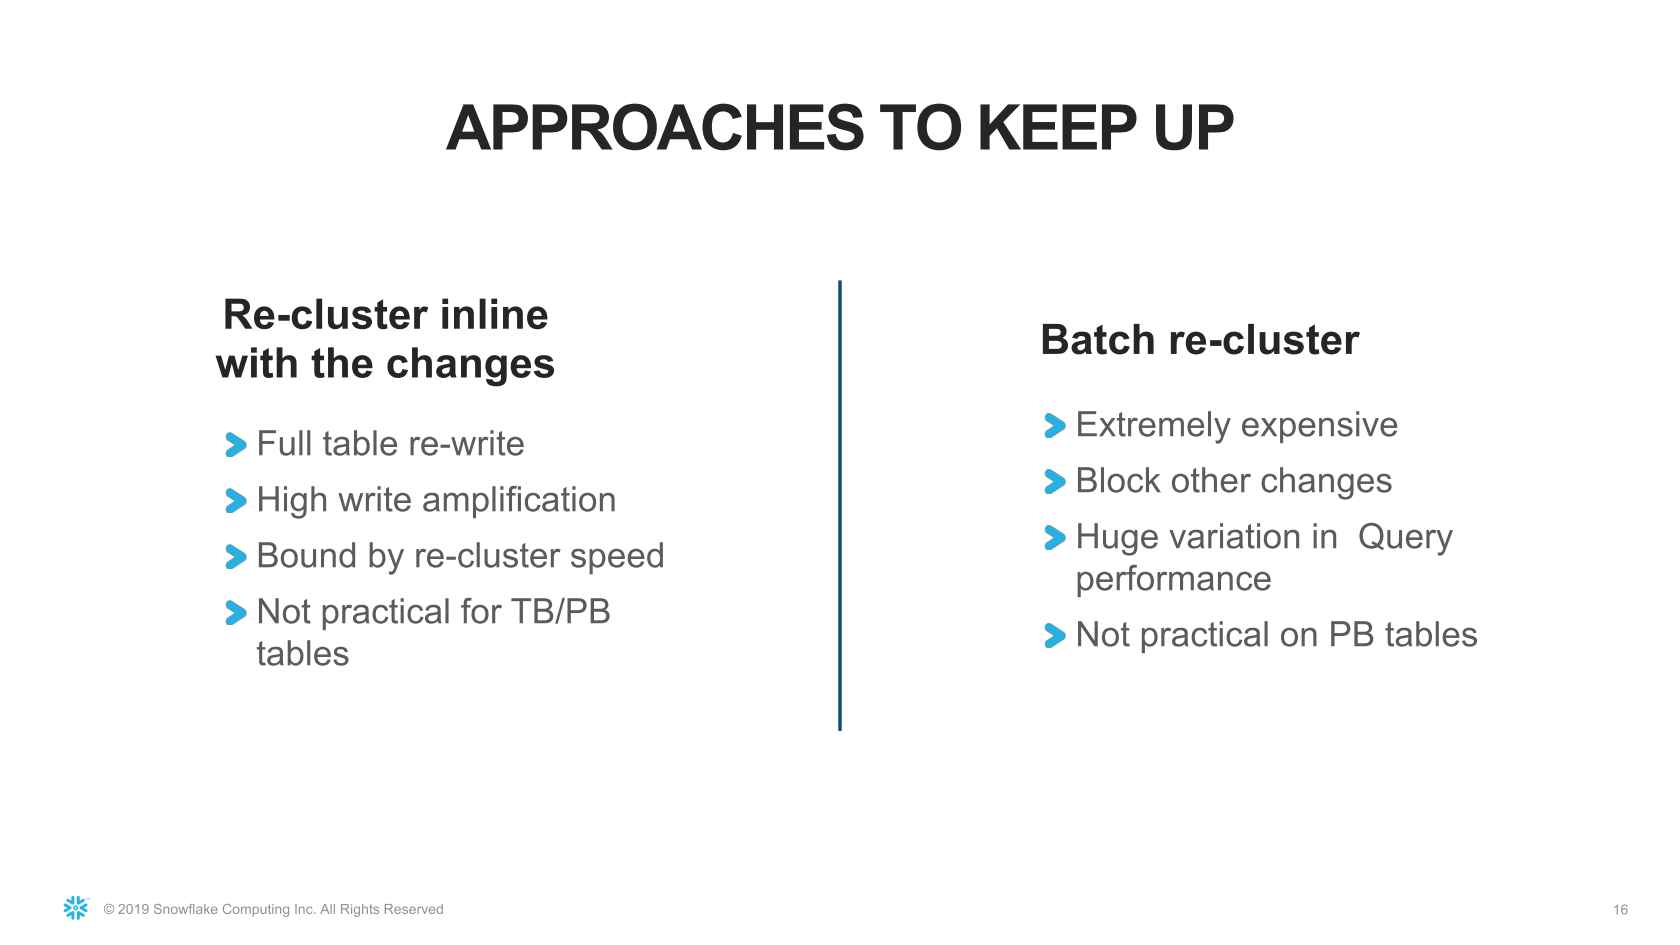 APPROACHES TO KEEP UP
Re-cluster inline
with the changes
Full table re-write
High write amplification
Bound by re-cluster speed
Not practical for TB/PB
tables
Batch re-cluster
Extremely expensive
Block other changes
Huge variation in  Query
performance
Not practical on PB tables
© 2019 Snowflake Computing Inc. All Rights Reserved
16